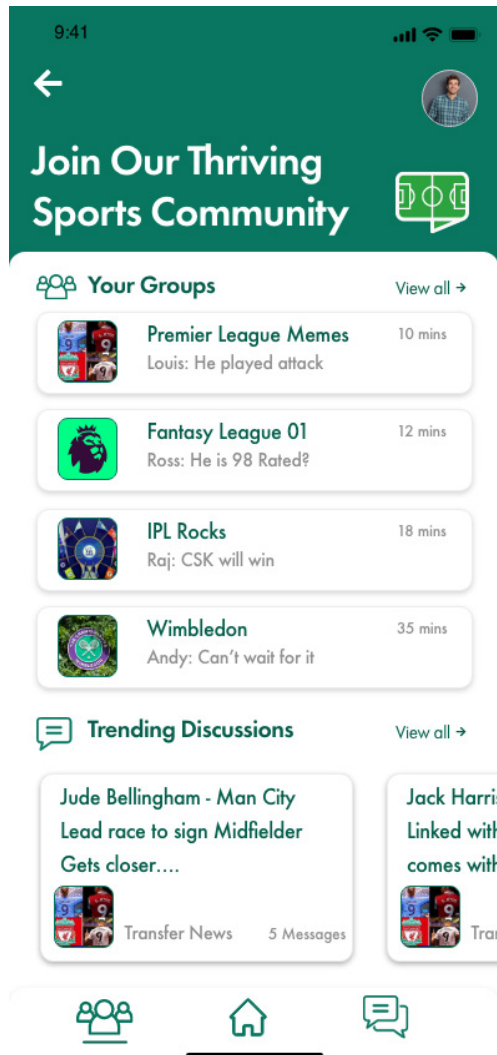 9:41
Join Our Thriving
Sports Community
Your Groups
View all →
Premier League Memes
10 mins
Louis: He played attack
Fantasy League 01
12 mins
Ross: He is 98 Rated?
IPL Rocks
18 mins
Raj: CSK will win
Wimbledon
35 mins
Andy: Can't wait for it
Trending Discussions
View all →
Jude Bellingham - Man City
Lead race to sign Midfielder
Gets closer....
Transfer News
5 Messages
Jack Harris
Linked with
comes with
Tra